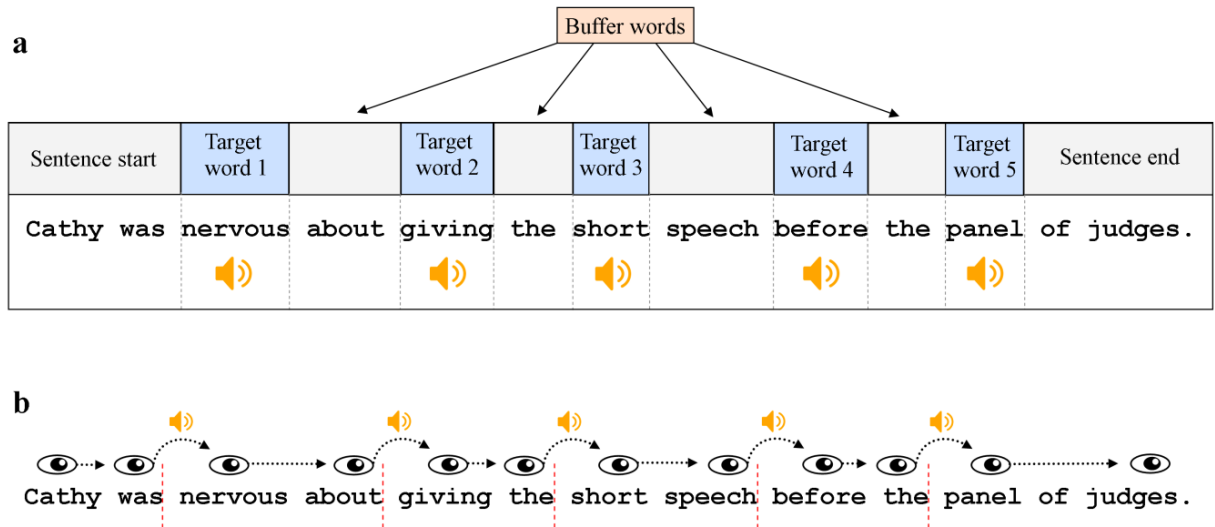 a
Buffer words
Sentence start
Target word 1
Target word 2
Target word 3
Target word 4
Target word 5
Sentence end
Cathy was nervous about giving the short speech before the panel of judges.
b
Cathy was nervous about giving the short speech before the panel of judges.